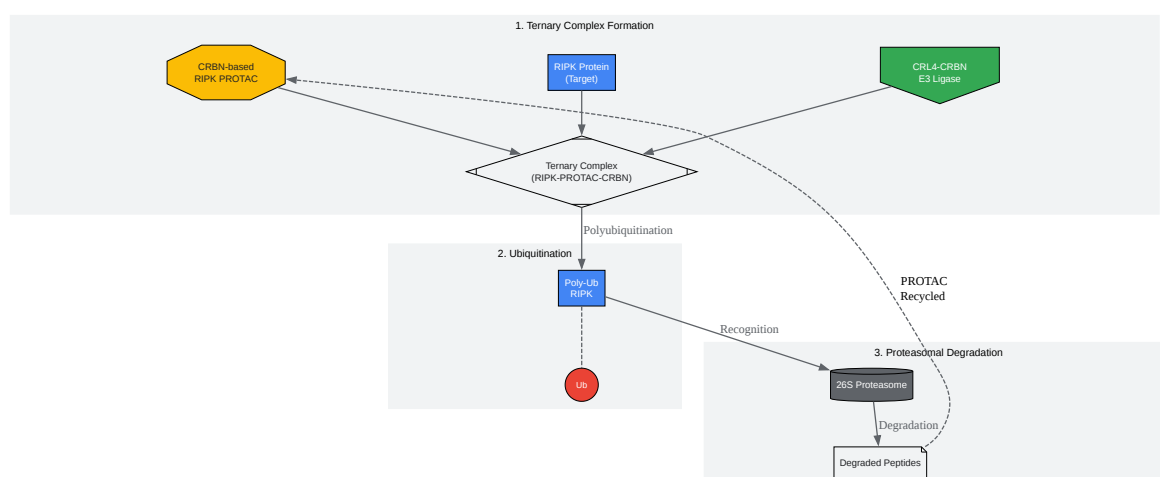 1. Ternary Complex Formation
CRBN-based
RIPK PROTAC
RIPK Protein
(Target)
CRL4-CRBN
E3 Ligase
Ternary Complex
(RIPK-PROTAC-CRBN)
Polyubiquitination
2. Ubiquitination
Poly-Ub
RIPK
PROTAC
Recycled
Recognition
3. Proteasomal Degradation
Ub
26S Proteasome
Degradation
Degraded Peptides